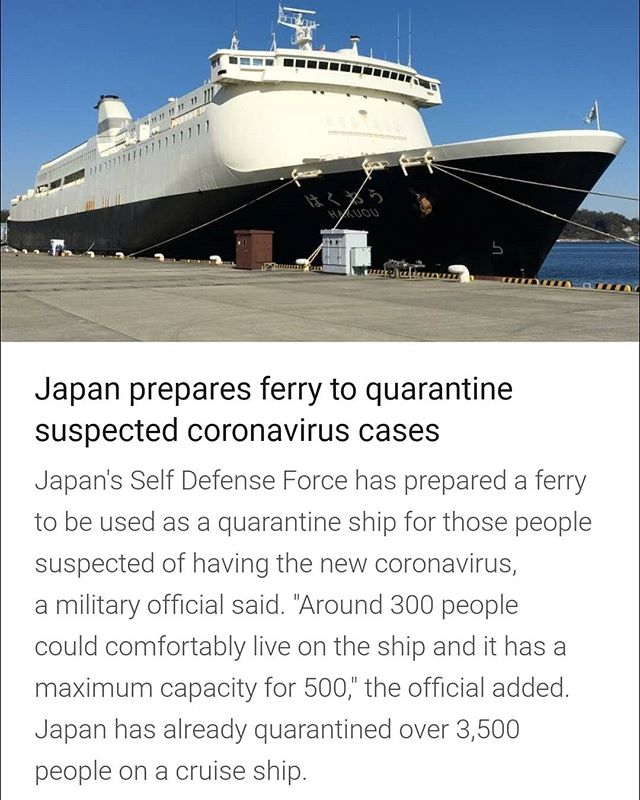 はくおう
HAKUOU
Japan prepares ferry to quarantine
suspected coronavirus cases
Japan's Self Defense Force has prepared a ferry
to be used as a quarantine ship for those people
suspected of having the new coronavirus,
a military official said. "Around 300 people
could comfortably live on the ship and it has a
maximum capacity for 500," the official added.
Japan has already quarantined over 3,500
people on a cruise ship.